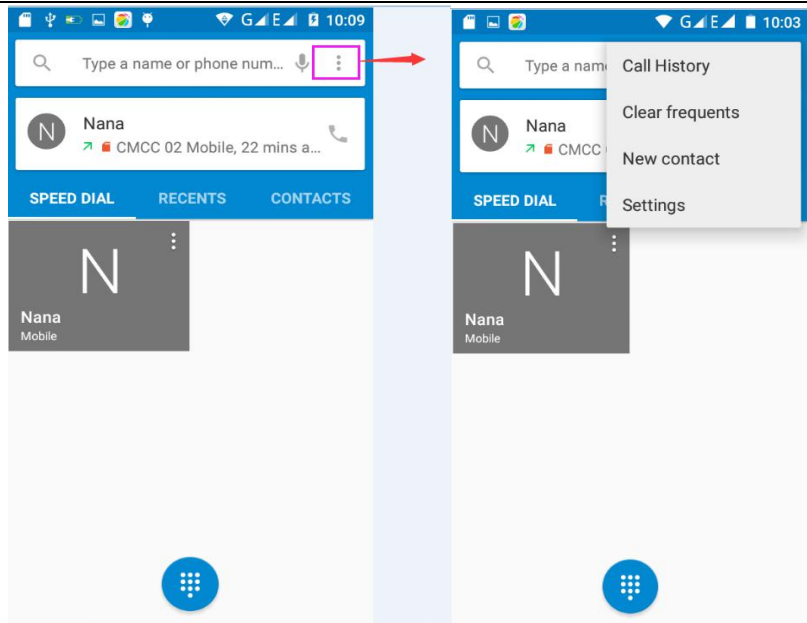 G E 10:09
Type a name or phone num...
N
Nana
CMCC 02 Mobile, 22 mins a...
SPEED DIAL RECENTS CONTACTS
N
Nana
Mobile
G E 10:03
Type a nam
Call History
Clear frequents
New contact
Settings
N
Nana
CMCC
SPEED DIAL R
N
Nana
Mobile